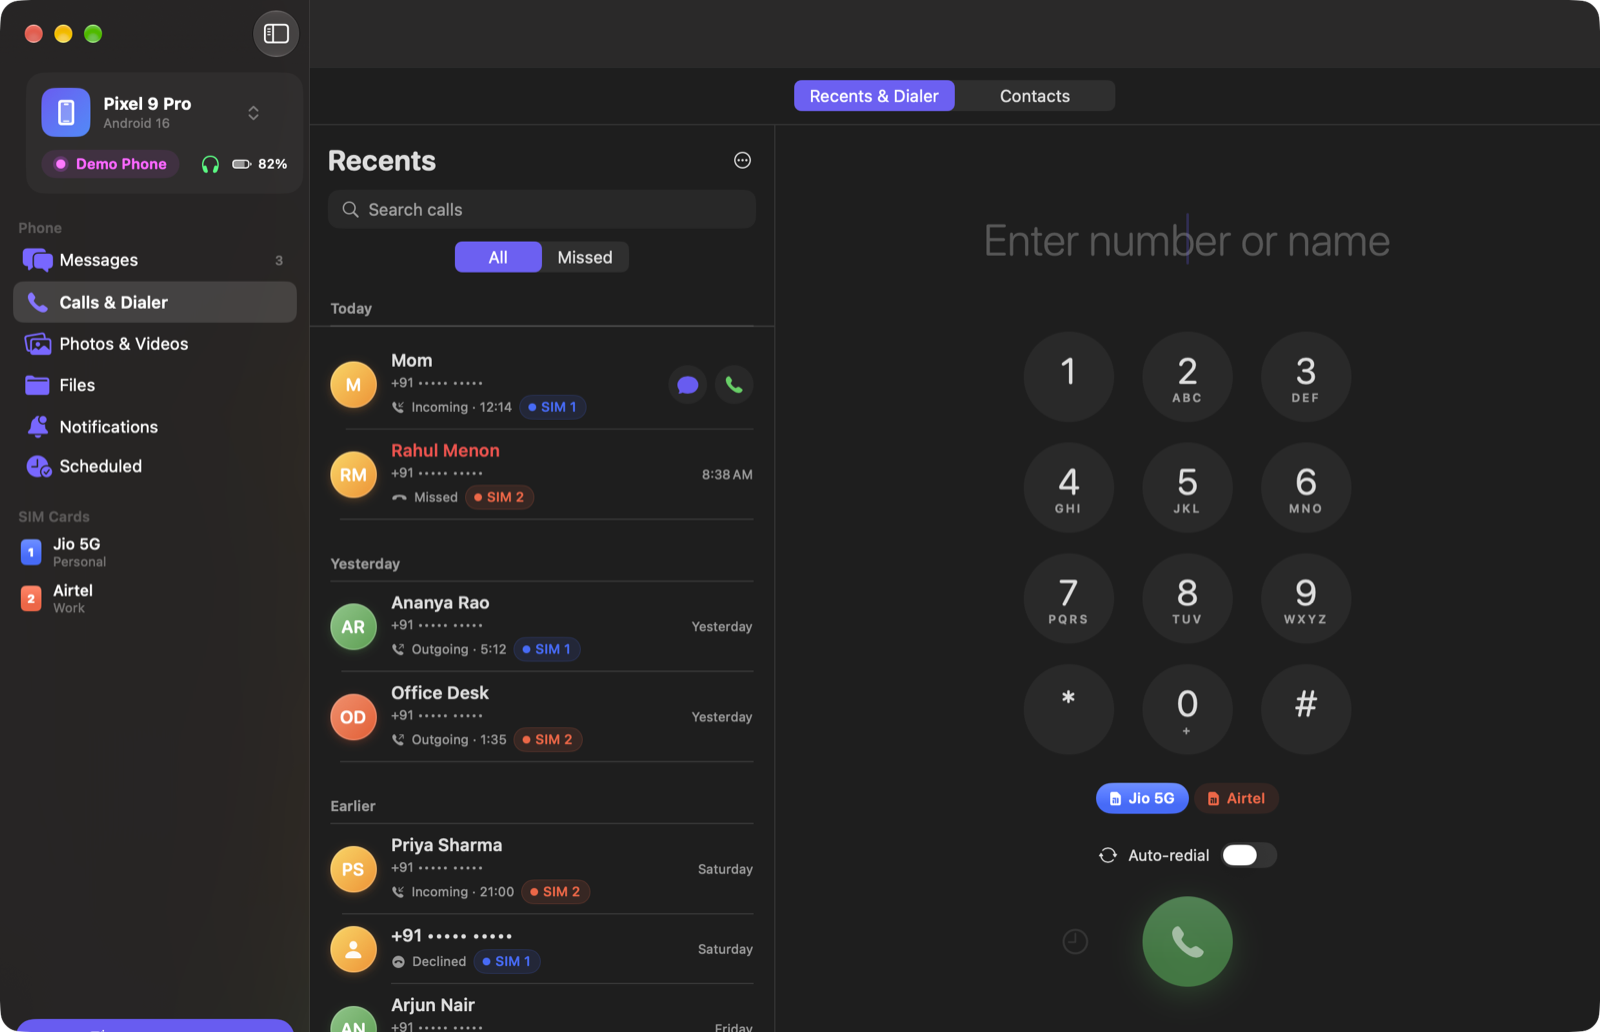 Pixel 9 Pro
Android 16
Demo Phone
82%
Phone
Messages 3
Calls & Dialer
Photos & Videos
Files
Notifications
Scheduled
SIM Cards
1 Jio 5G
Personal
2 Airtel
Work
Recents & Dialer Contacts
Recents
Search calls
All Missed
Today
M Mom
+91 ••••• •••••
Incoming · 12:14 SIM 1
RM Rahul Menon
+91 ••••• •••••
8:38 AM
Missed SIM 2
Yesterday
AR Ananya Rao
+91 ••••• •••••
Yesterday
Outgoing · 5:12 SIM 1
OD Office Desk
+91 ••••• •••••
Yesterday
Outgoing · 1:35 SIM 2
Earlier
PS Priya Sharma
+91 ••••• •••••
Saturday
Incoming · 21:00 SIM 2
+91 ••••• •••••
Saturday
Declined SIM 1
AN Arjun Nair
+91 ••••• •••••
Friday
Enter number or name
1 2 3
ABC DEF
4 5 6
GHI JKL MNO
7 8 9
PQRS TUV WXYZ
* 0 #
+
Jio 5G Airtel
Auto-redial